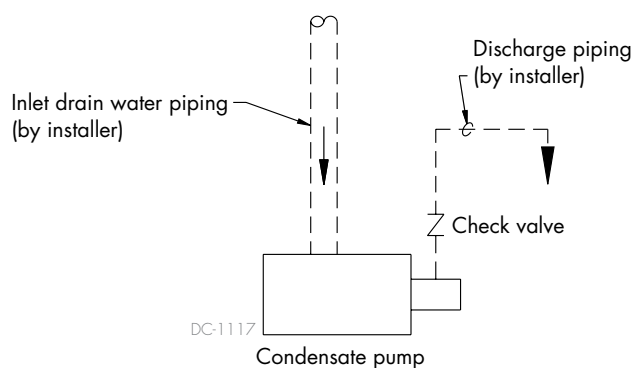 Discharge piping
(by installer)
Inlet drain water piping
(by installer)
Check valve
DC-1117
Condensate pump